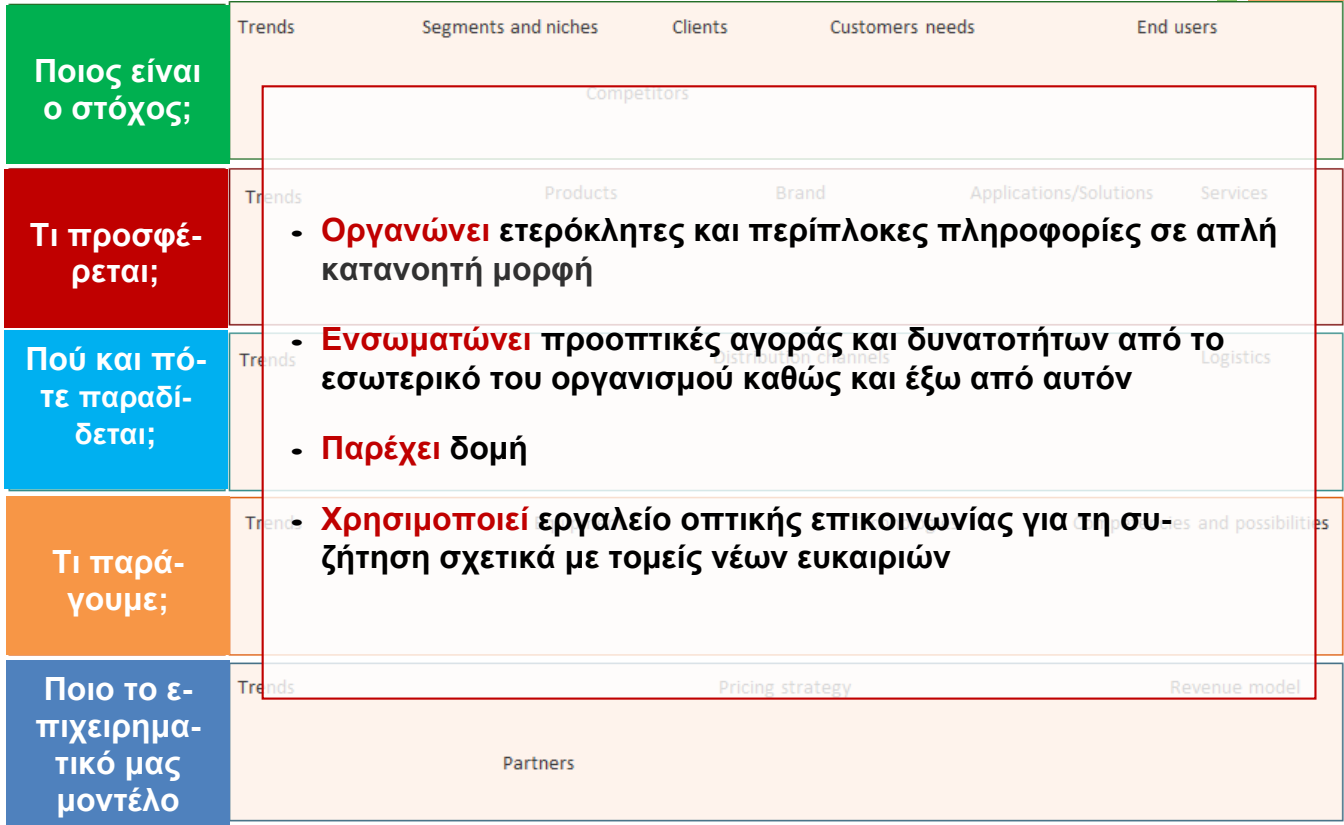 Ποιος είναι
ο στόχος;
Trends Segments and niches Clients Customers needs End users
Competitors
Τι προσφέ-
ρεται;
Trends Products Brand Applications/Solutions Services
Πού και πό-
τε παραδί-
δεται;
Trends Distribution channels Logistics
Τι παρά-
γουμε;
Trends and possibilities
Ποιο το ε-
πιχειρημα-
τικό μας
μοντέλο
Trends Pricing strategy Revenue model
Partners
• Οργανώνει ετερόκλητες και περίπλοκες πληροφορίες σε απλή
κατανοητή μορφή
• Ενσωματώνει προοπτικές αγοράς και δυνατοτήτων από το
εσωτερικό του οργανισμού καθώς και έξω από αυτόν
• Παρέχει δομή
• Χρησιμοποιεί εργαλείο οπτικής επικοινωνίας για τη συ-
ζήτηση σχετικά με τομείς νέων ευκαιριών